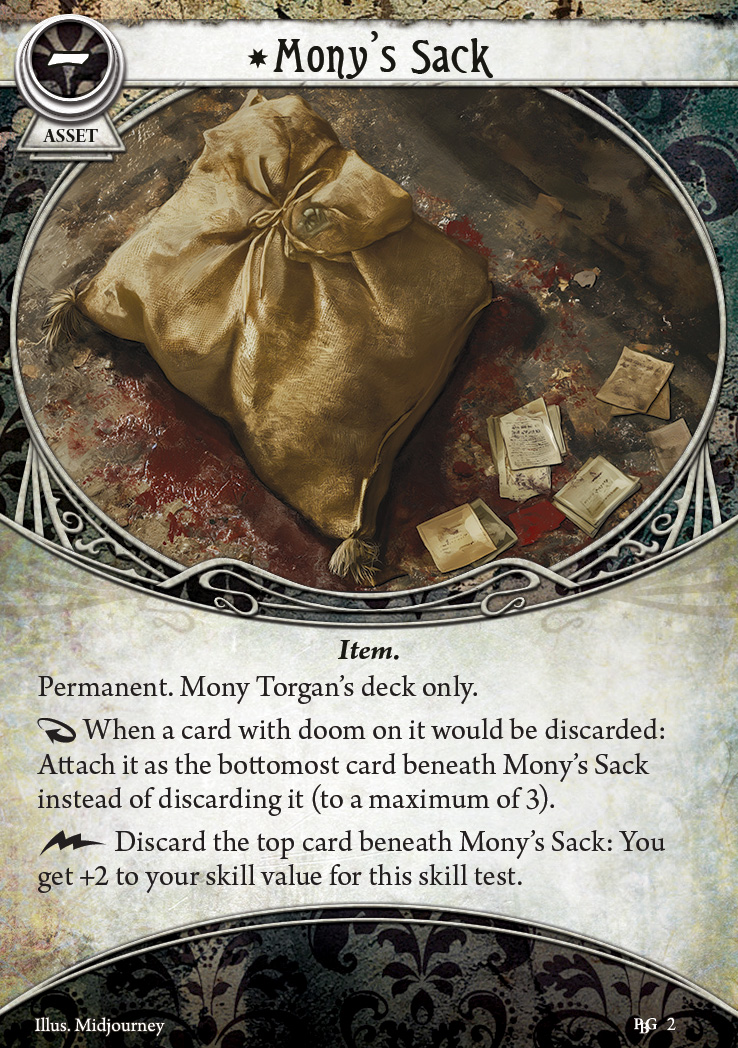 Mony's Sack
ASSET
Item.
Permanent. Mony Torgan's deck only.
When a card with doom on it would be discarded:
Attach it as the bottomost card beneath Mony's Sack
instead of discarding it (to a maximum of 3).
Discard the top card beneath Mony's Sack: You
get +2 to your skill value for this skill test.
Illus. Midjourney
2